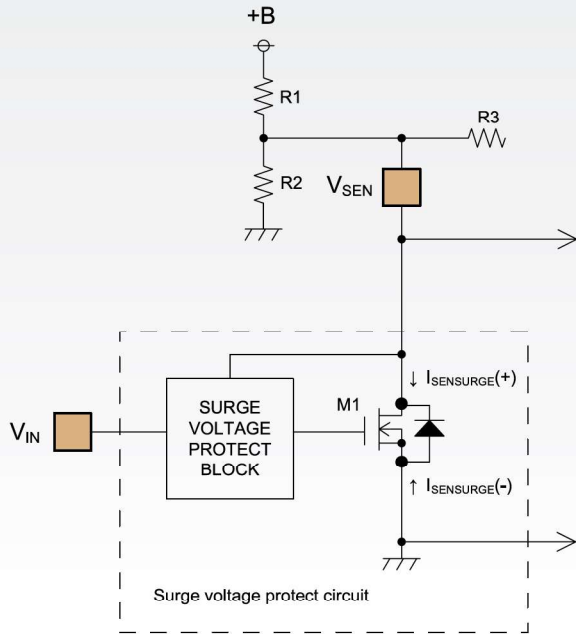 +B
R1
R3
R2
VSEN
ISENSURGE(+)
M1
SURGE
VOLTAGE
PROTECT
BLOCK
VIN
ISENSURGE(-)
Surge voltage protect circuit